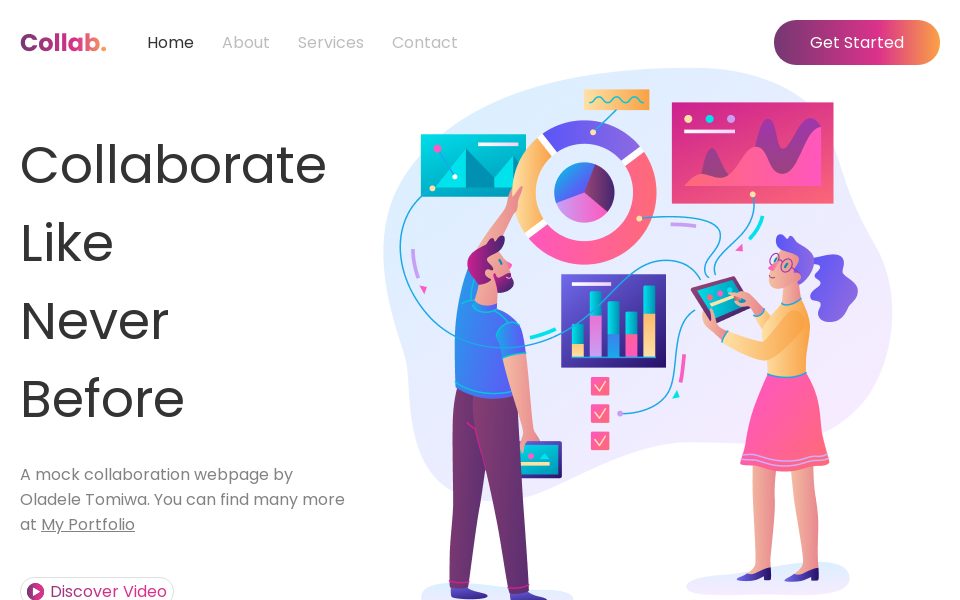 Collab.
Home
About
Services
Contact
Get Started
Collaborate
Like
Never
Before
A mock collaboration webpage by
Oladele Tomiwa. You can find many more
at My Portfolio
Discover Video